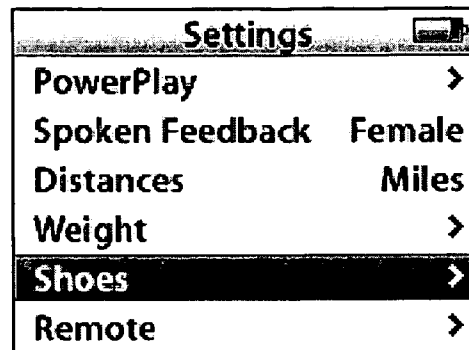 Settings
PowerPlay >
Spoken Feedback Female
Distances Miles
Weight >
Shoes >
Remote >